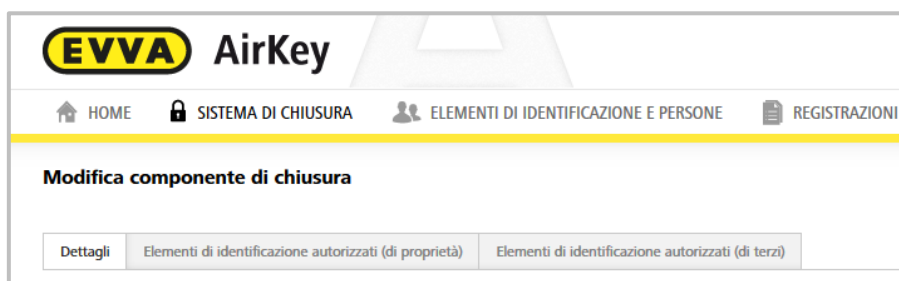 EVVA AirKey
HOME SISTEMA DI CHIUSURA ELEMENTI DI IDENTIFICAZIONE E PERSONE REGISTRAZIONI
Modifica componente di chiusura
Dettagli Elementi di identificazione autorizzati (di proprietà) Elementi di identificazione autorizzati (di terzi)